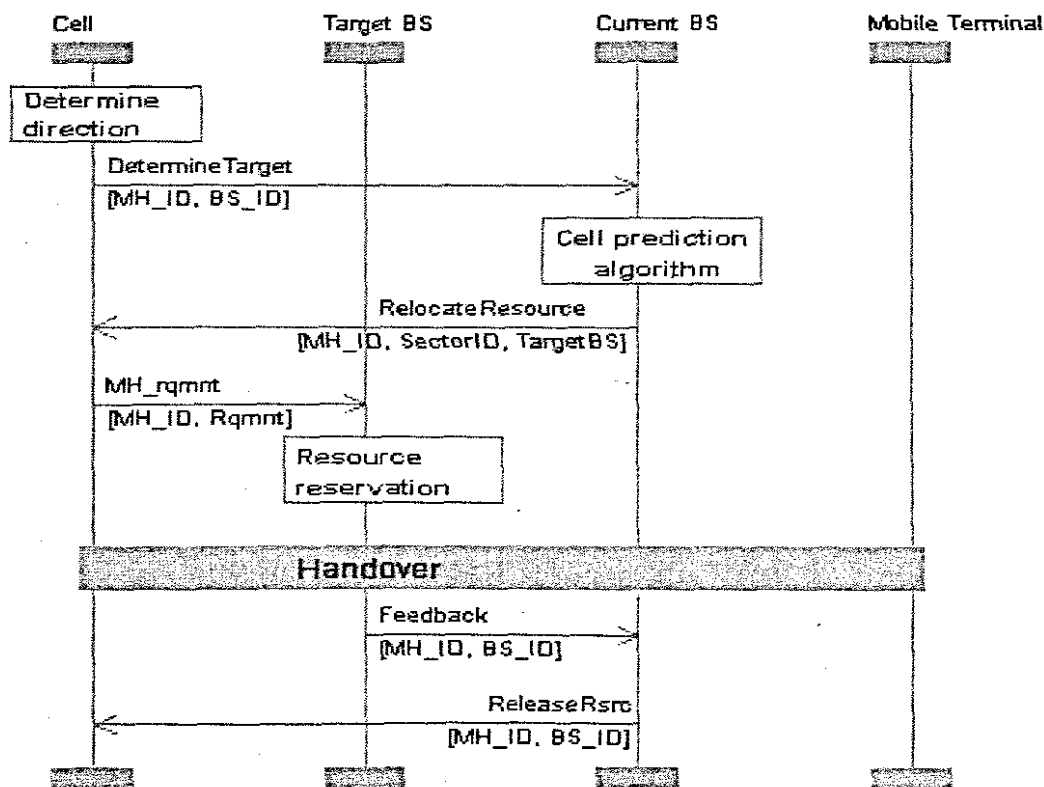 Cell Target BS Current BS Mobile Terminal
Determine
direction
DetermineTarget
[MH_ID, BS_ID]
Cell prediction
algorithm
RelocateResource
[MH_ID, SectorID, TargetBS]
MH_rqmnt
[MH_ID, Rqmnt]
Resource
reservation
Handover
Feedback
[MH_ID, BS_ID]
ReleaseRsrc
[MH_ID, BS_ID]